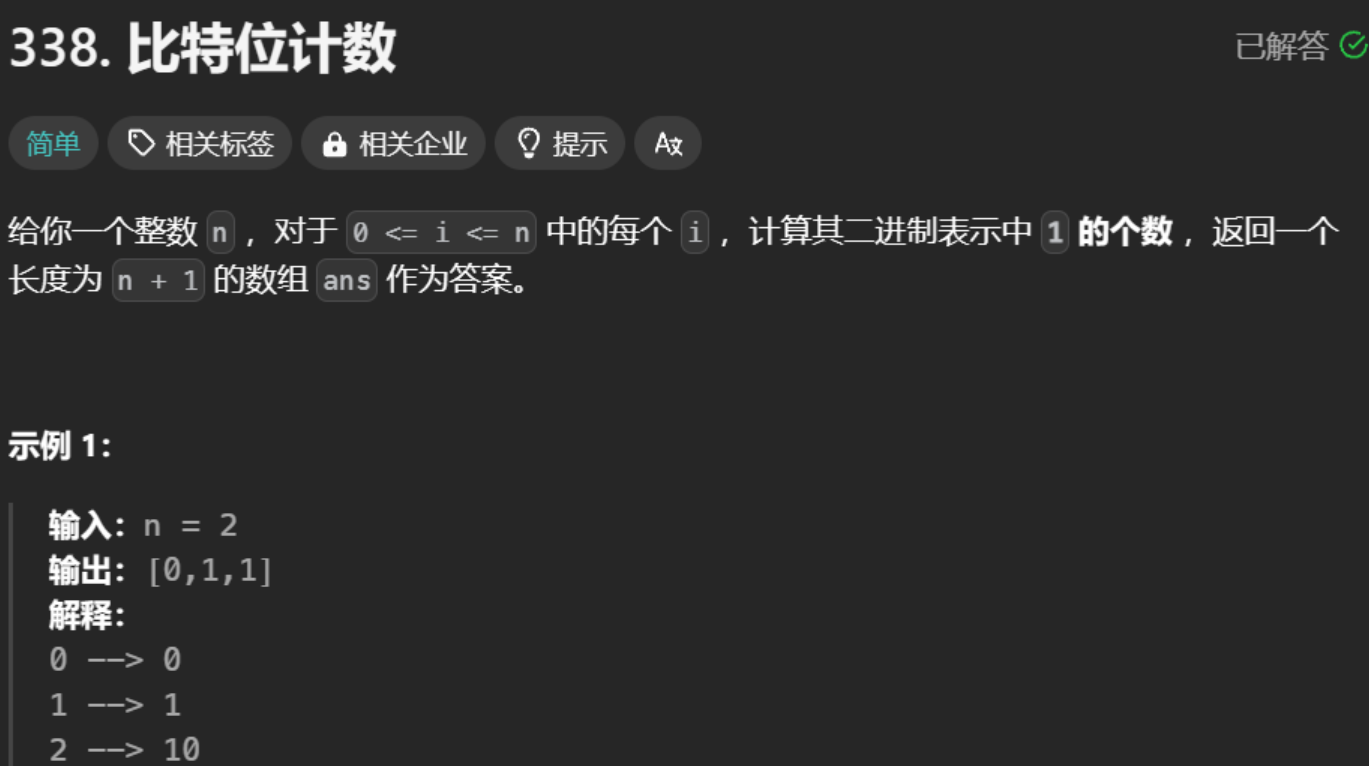 338. 比特位计数
已解答
简单 相关标签 相关企业 提示 A文
给你一个整数 n ，对于 0 <= i <= n 中的每个 i ，计算其二进制表示中 1 的个数 ，返回一个
长度为 n + 1 的数组 ans 作为答案。
示例 1：
输入：n = 2
输出：[0,1,1]
解释：
0 --> 0
1 --> 1
2 --> 10